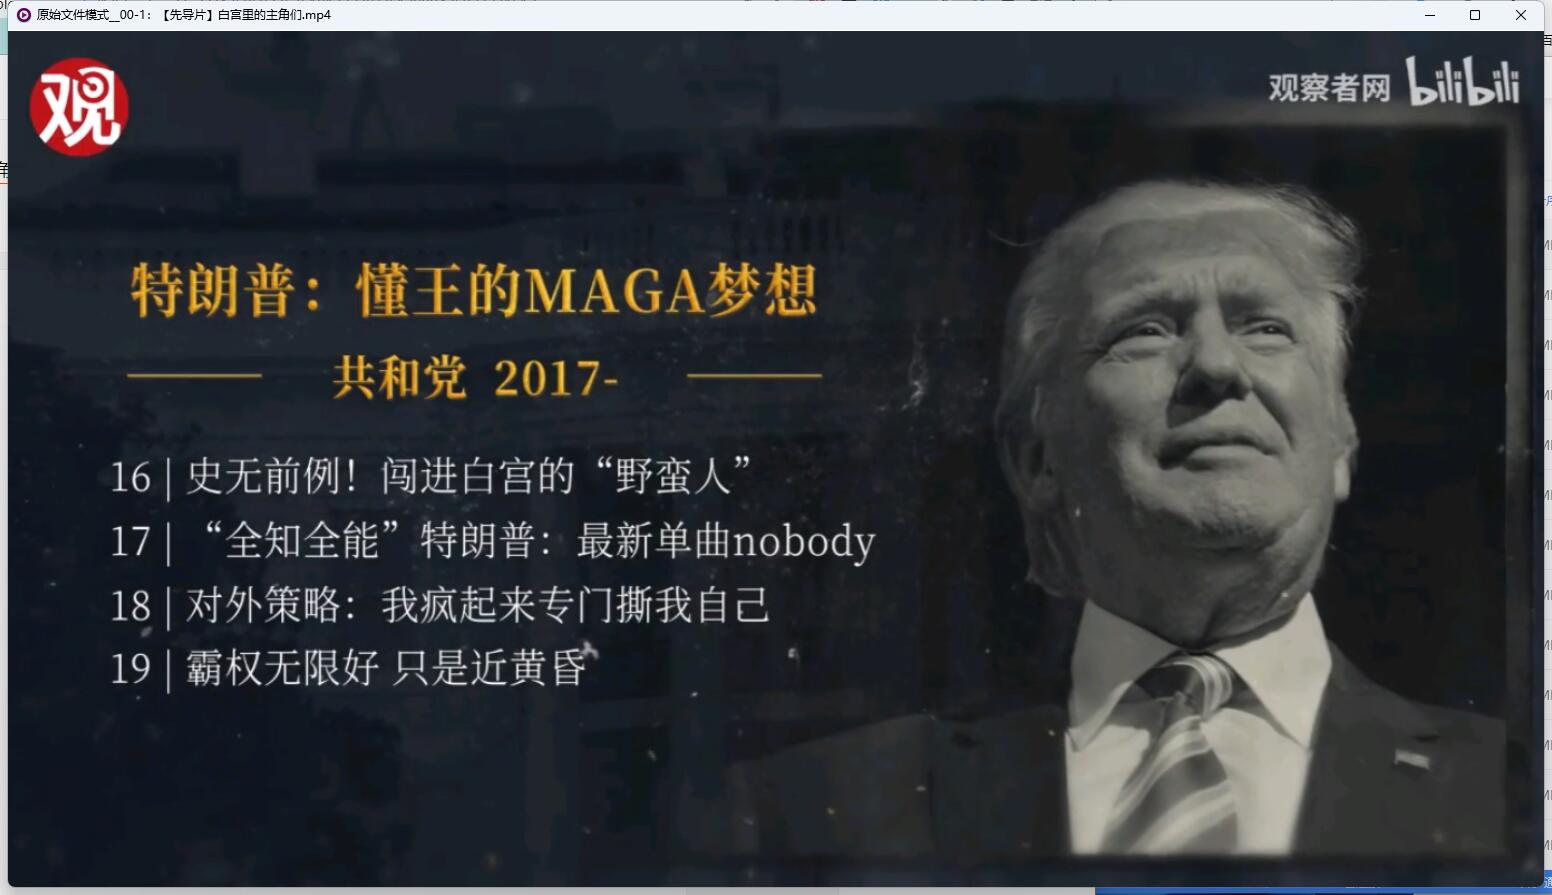 原始文件模式__00-1：【先导片】白宫里的主角们.mp4
观
观察者网 bilibili
特朗普：懂王的MAGA梦想
共和党 2017-
16 | 史无前例！闯进白宫的“野蛮人”
17 | “全知全能”特朗普：最新单曲nobody
18 | 对外策略：我疯起来专门撕我自己
19 | 霸权无限好 只是近黄昏